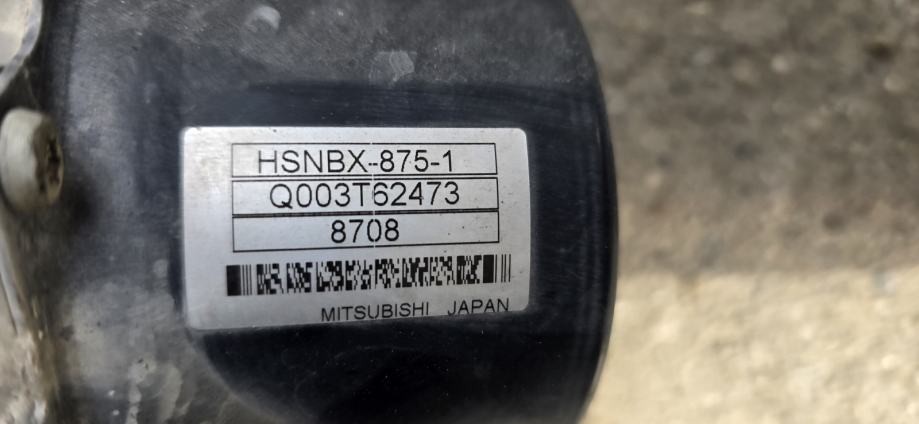 HSNBX-875-1
Q003T62473
8708
MITSUBISHI JAPAN